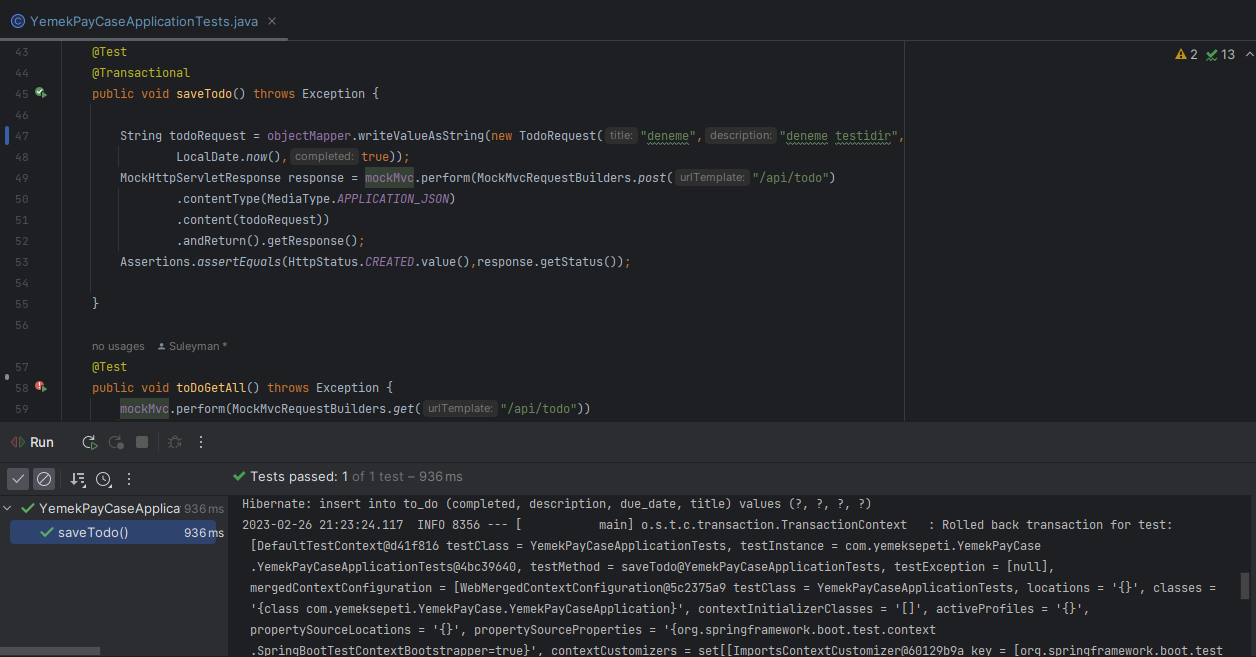 YemekPayCaseApplicationTests.java
2 13
43 @Test
44 @Transactional
45 public void saveTodo() throws Exception {
46
47 String todoRequest = objectMapper.writeValueAsString(new TodoRequest( title: "deneme", description: "deneme testidir",
48 LocalDate.now(), completed: true));
49 MockHttpServletResponse response = mockMvc.perform(MockMvcRequestBuilders.post( urlTemplate: "/api/todo")
50 .contentType(MediaType.APPLICATION_JSON)
51 .content(todoRequest))
52 .andReturn().getResponse();
53 Assertions.assertEquals(HttpStatus.CREATED.value(),response.getStatus());
54
55 }
56
no usages Suleyman *
57 @Test
58 public void toDoGetAll() throws Exception {
59 mockMvc.perform(MockMvcRequestBuilders.get( urlTemplate: "/api/todo"))
Run
Tests passed: 1 of 1 test – 936 ms
YemekPayCaseApplica 936 ms
saveTodo() 936 ms
Hibernate: insert into to_do (completed, description, due_date, title) values (?, ?, ?, ?)
2023-02-26 21:23:24.117  INFO 8356 --- [           main] o.s.t.c.transaction.TransactionContext   : Rolled back transaction for test:
[DefaultTestContext@d41f816 testClass = YemekPayCaseApplicationTests, testInstance = com.yemeksepeti.YemekPayCase
.YemekPayCaseApplicationTests@4bc39640, testMethod = saveTodo@YemekPayCaseApplicationTests, testException = [null],
mergedContextConfiguration = [WebMergedContextConfiguration@5c2375a9 testClass = YemekPayCaseApplicationTests, locations = '{}', classes =
'{class com.yemeksepeti.YemekPayCase.YemekPayCaseApplication}', contextInitializerClasses = '[]', activeProfiles = '{}',
propertySourceLocations = '{}', propertySourceProperties = '{org.springframework.boot.test.context
.SpringBootTestContextBootstrapper=true}', contextCustomizers = set[[ImportsContextCustomizer@60129b9a key = [org.springframework.boot.test